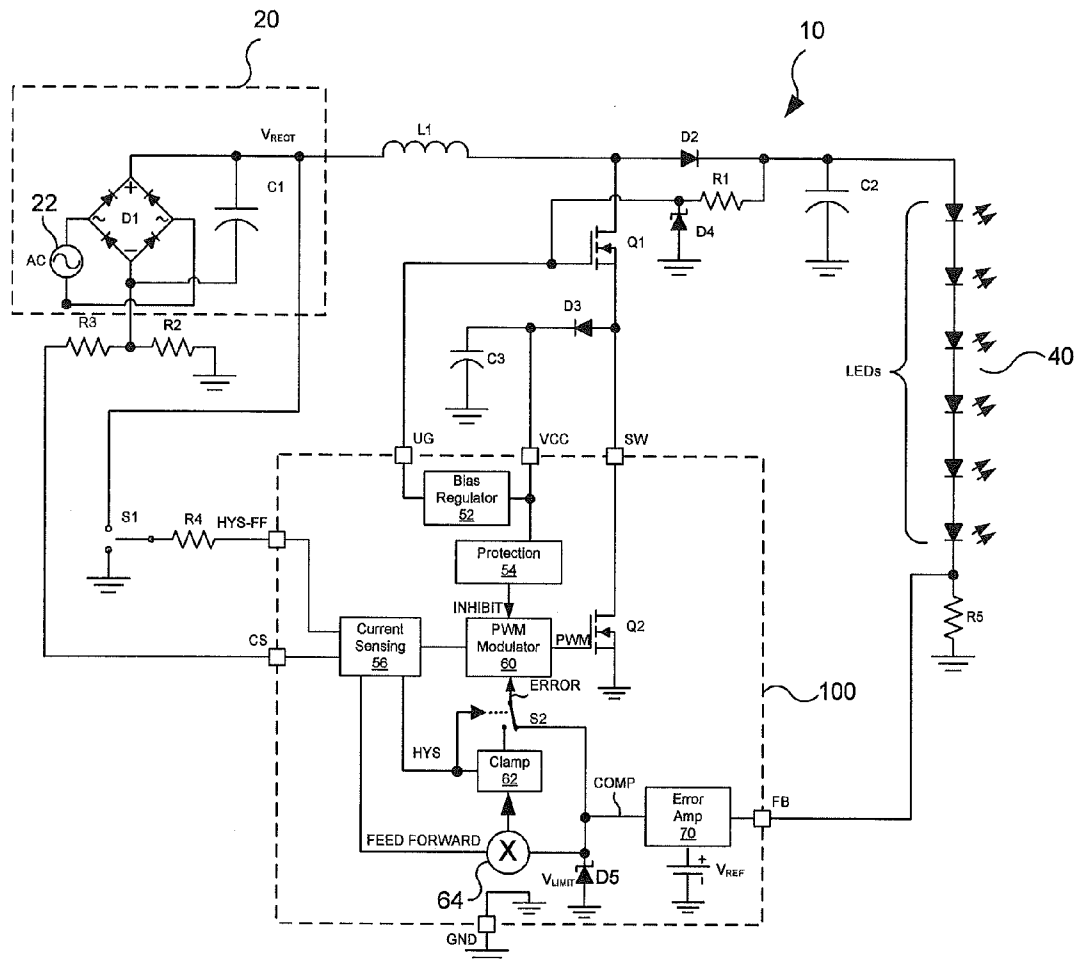 20
10
VRECT
L1
D2
22
C1
R1
C2
D1
+
−
AC
D4
Q1
R3
R2
D3
C3
LEDs
40
UG
VCC
SW
Bias
Regulator
52
S1
R4
HYS-FF
Protection
54
INHIBIT
Q2
R5
CS
Current
Sensing
56
PWM
Modulator
60
PWM
100
ERROR
S2
HYS
Clamp
62
COMP
Error
Amp
70
FB
FEED FORWARD
X
VLIMIT
D5
+
VREF
64
GND